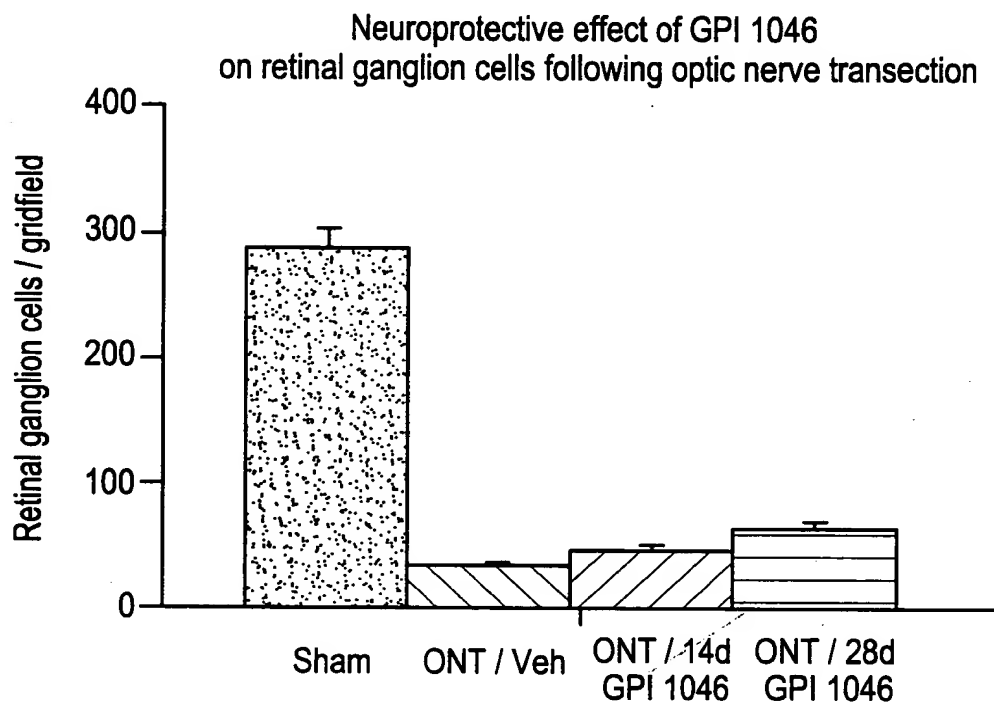 Neuroprotective effect of GPI 1046
on retinal ganglion cells following optic nerve transection
Retinal ganglion cells / gridfield
400
300
200
100
0
Sham
ONT / Veh
ONT / 14d
GPI 1046
ONT / 28d
GPI 1046